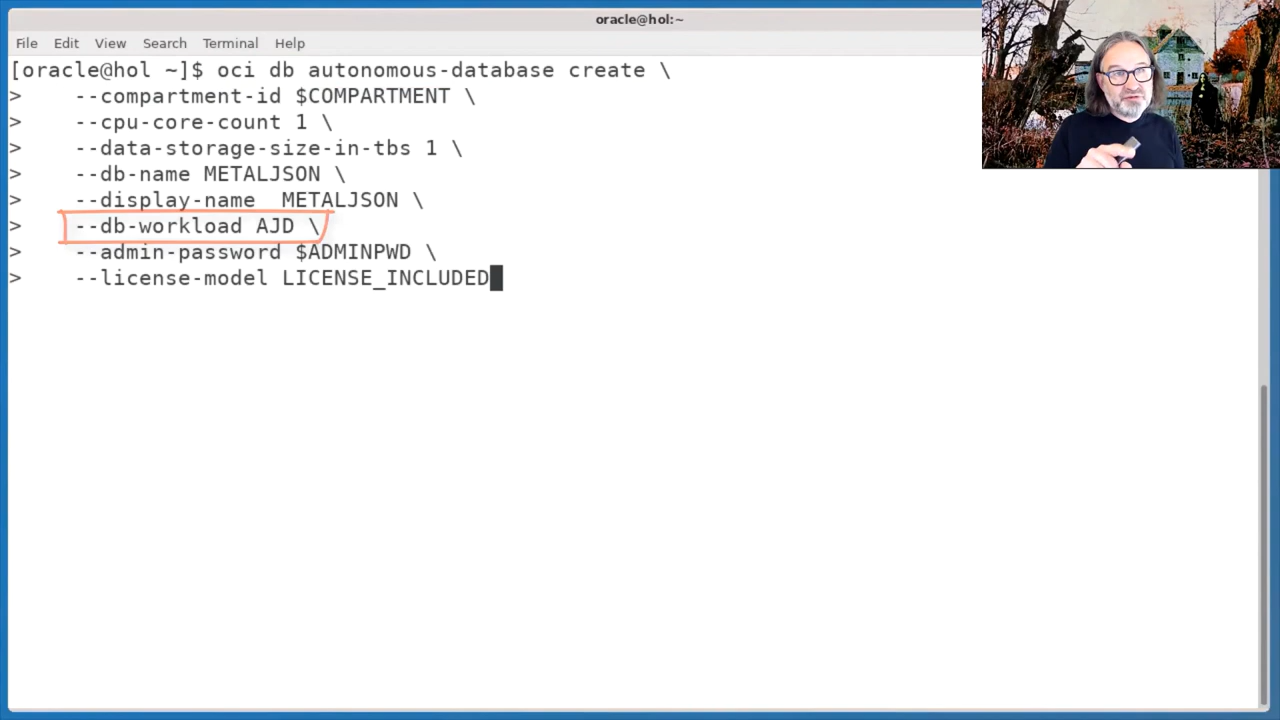 oracle@hol:~
File Edit View Search Terminal Help
[oracle@hol ~]$ oci db autonomous-database create \
> --compartment-id $COMPARTMENT \
> --cpu-core-count 1 \
> --data-storage-size-in-tbs 1 \
> --db-name METALJSON \
> --display-name  METALJSON \
> --db-workload AJD \
> --admin-password $ADMINPWD \
> --license-model LICENSE_INCLUDED